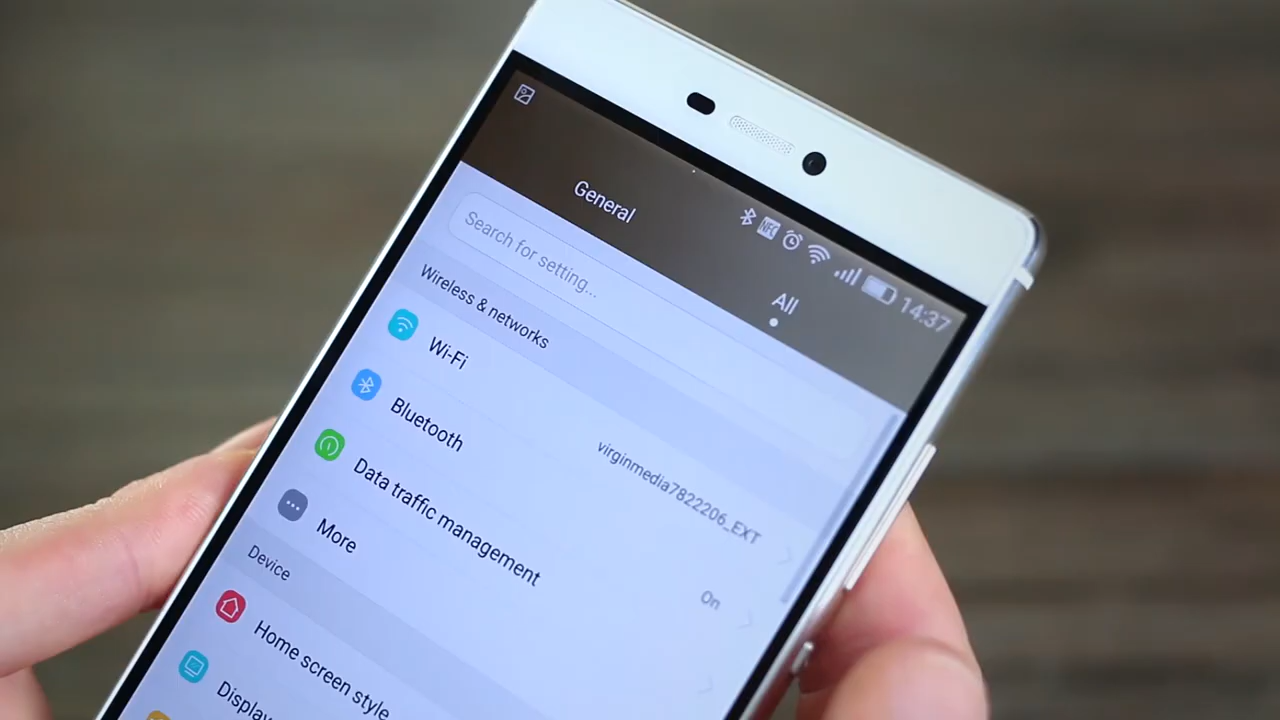 NFC
14:37
General
All
Search for setting...
Wireless & networks
Wi-Fi
virginmedia7822206_EXT
Bluetooth
On
Data traffic management
More
Device
Home screen style
Display